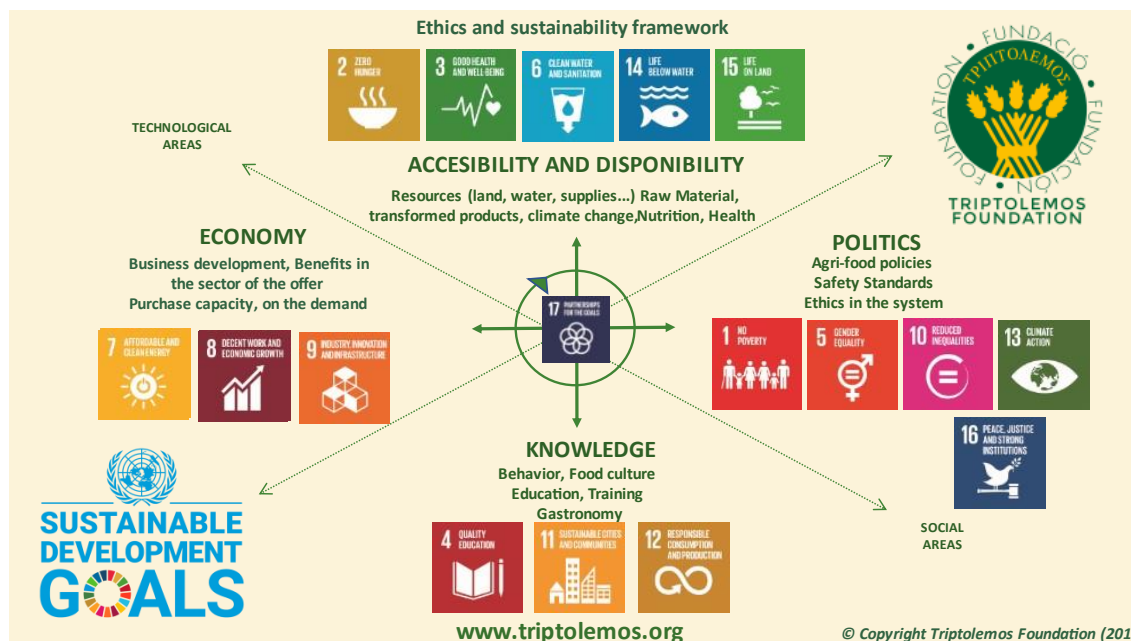 Ethics and sustainability framework
2 ZERO
HUNGER
3 GOOD HEALTH
AND WELL-BEING
6 CLEAN WATER
AND SANITATION
14 LIFE
BELOW WATER
15 LIFE
ON LAND
FUNDACIÓ • FUNDACIÓN • FOUNDATION •
ΤΡΙΠΤΟΛΕΜΟΣ
TRIPTOLEMOS
FOUNDATION
TECHNOLOGICAL
AREAS
ACCESIBILITY AND DISPONIBILITY
Resources (land, water, supplies...) Raw Material,
transformed products, climate change,Nutrition, Health
ECONOMY
Business development, Benefits in
the sector of the offer
Purchase capacity, on the demand
7 AFFORDABLE AND
CLEAN ENERGY
8 DECENT WORK AND
ECONOMIC GROWTH
9 INDUSTRY, INNOVATION
AND INFRASTRUCTURE
17 PARTNERSHIPS
FOR THE GOALS
POLITICS
Agri-food policies
Safety Standards
Ethics in the system
1 NO
POVERTY
5 GENDER
EQUALITY
10 REDUCED
INEQUALITIES
13 CLIMATE
ACTION
16 PEACE, JUSTICE
AND STRONG
INSTITUTIONS
KNOWLEDGE
Behavior, Food culture
Education, Training
Gastronomy
4 QUALITY
EDUCATION
11 SUSTAINABLE CITIES
AND COMMUNITIES
12 RESPONSIBLE
CONSUMPTION
AND PRODUCTION
SUSTAINABLE
DEVELOPMENT
GOALS
SOCIAL
AREAS
www.triptolemos.org
© Copyright Triptolemos Foundation (201